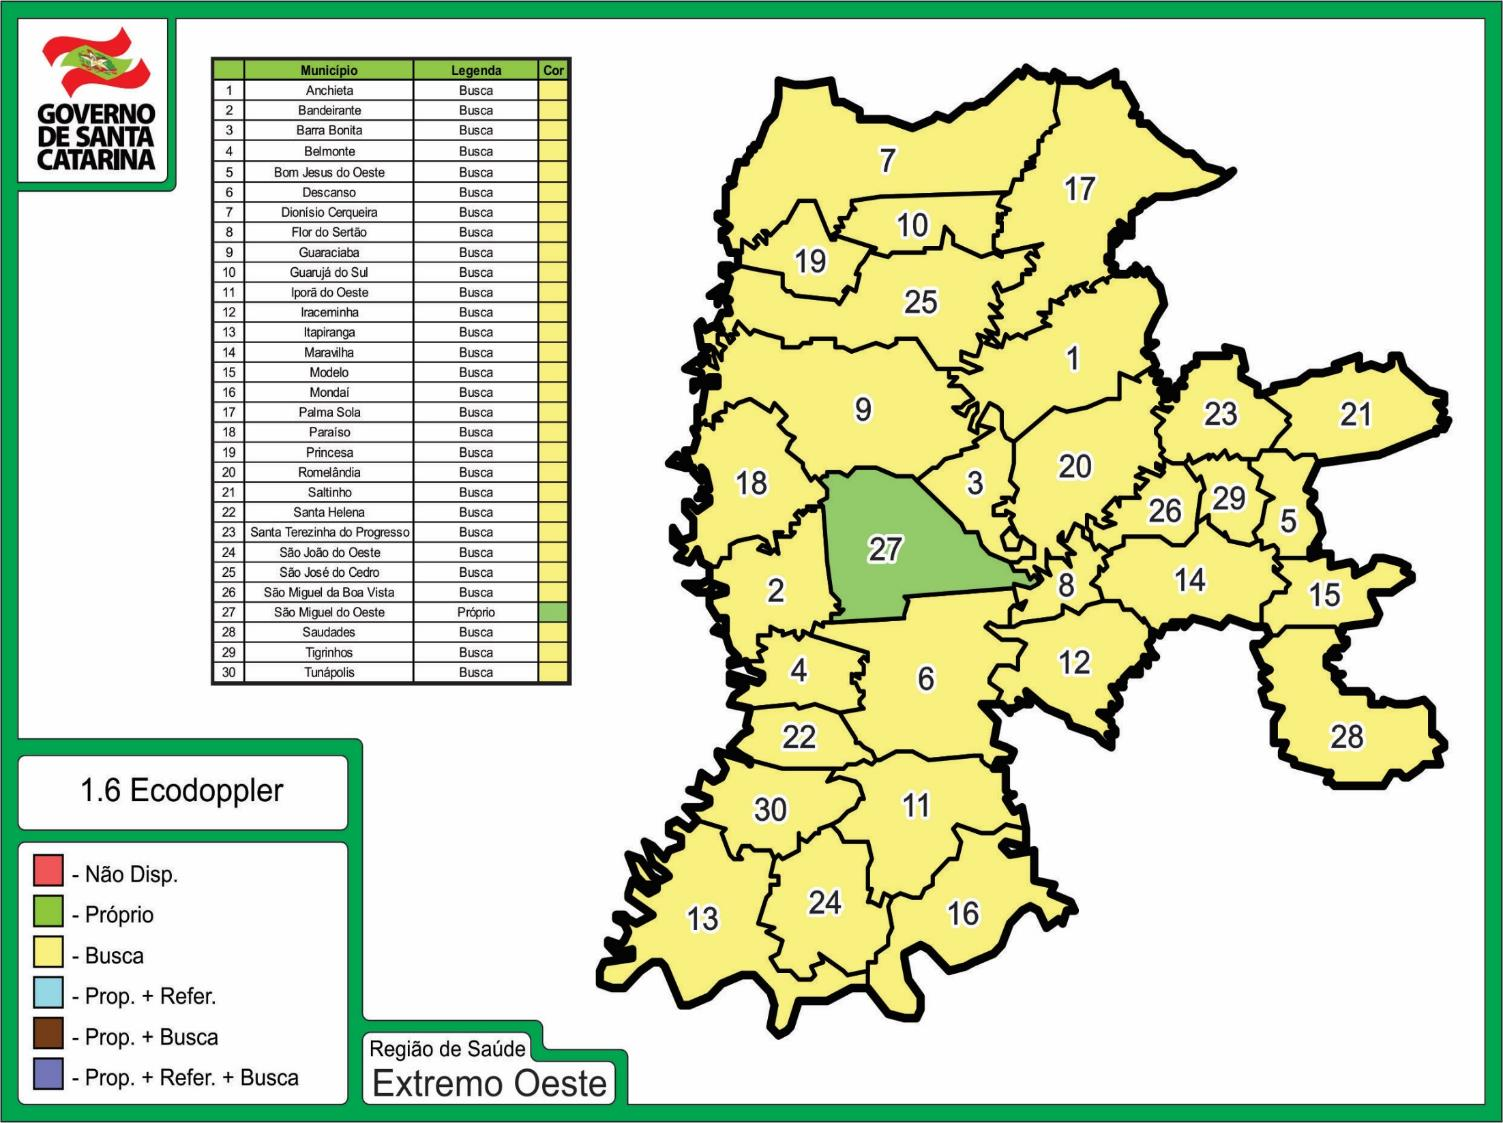 GOVERNO
DE SANTA
CATARINA
Município Legenda Cor
1 Anchieta Busca
2 Bandeirante Busca
3 Barra Bonita Busca
4 Belmonte Busca
5 Bom Jesus do Oeste Busca
6 Descanso Busca
7 Dionísio Cerqueira Busca
8 Flor do Sertão Busca
9 Guaraciaba Busca
10 Guarujá do Sul Busca
11 Iporã do Oeste Busca
12 Iraceminha Busca
13 Itapiranga Busca
14 Maravilha Busca
15 Modelo Busca
16 Mondaí Busca
17 Palma Sola Busca
18 Paraíso Busca
19 Princesa Busca
20 Romelândia Busca
21 Saltinho Busca
22 Santa Helena Busca
23 Santa Terezinha do Progresso Busca
24 São João do Oeste Busca
25 São José do Cedro Busca
26 São Miguel da Boa Vista Busca
27 São Miguel do Oeste Próprio
28 Saudades Busca
29 Tigrinhos Busca
30 Tunápolis Busca
7
17
10
19
25
1
9
23
21
20
18
3
26
29
5
27
14
8
2
15
12
4
6
22
28
30
11
24
16
13
1.6 Ecodoppler
- Não Disp.
- Próprio
- Busca
- Prop. + Refer.
- Prop. + Busca
- Prop. + Refer. + Busca
Região de Saúde
Extremo Oeste